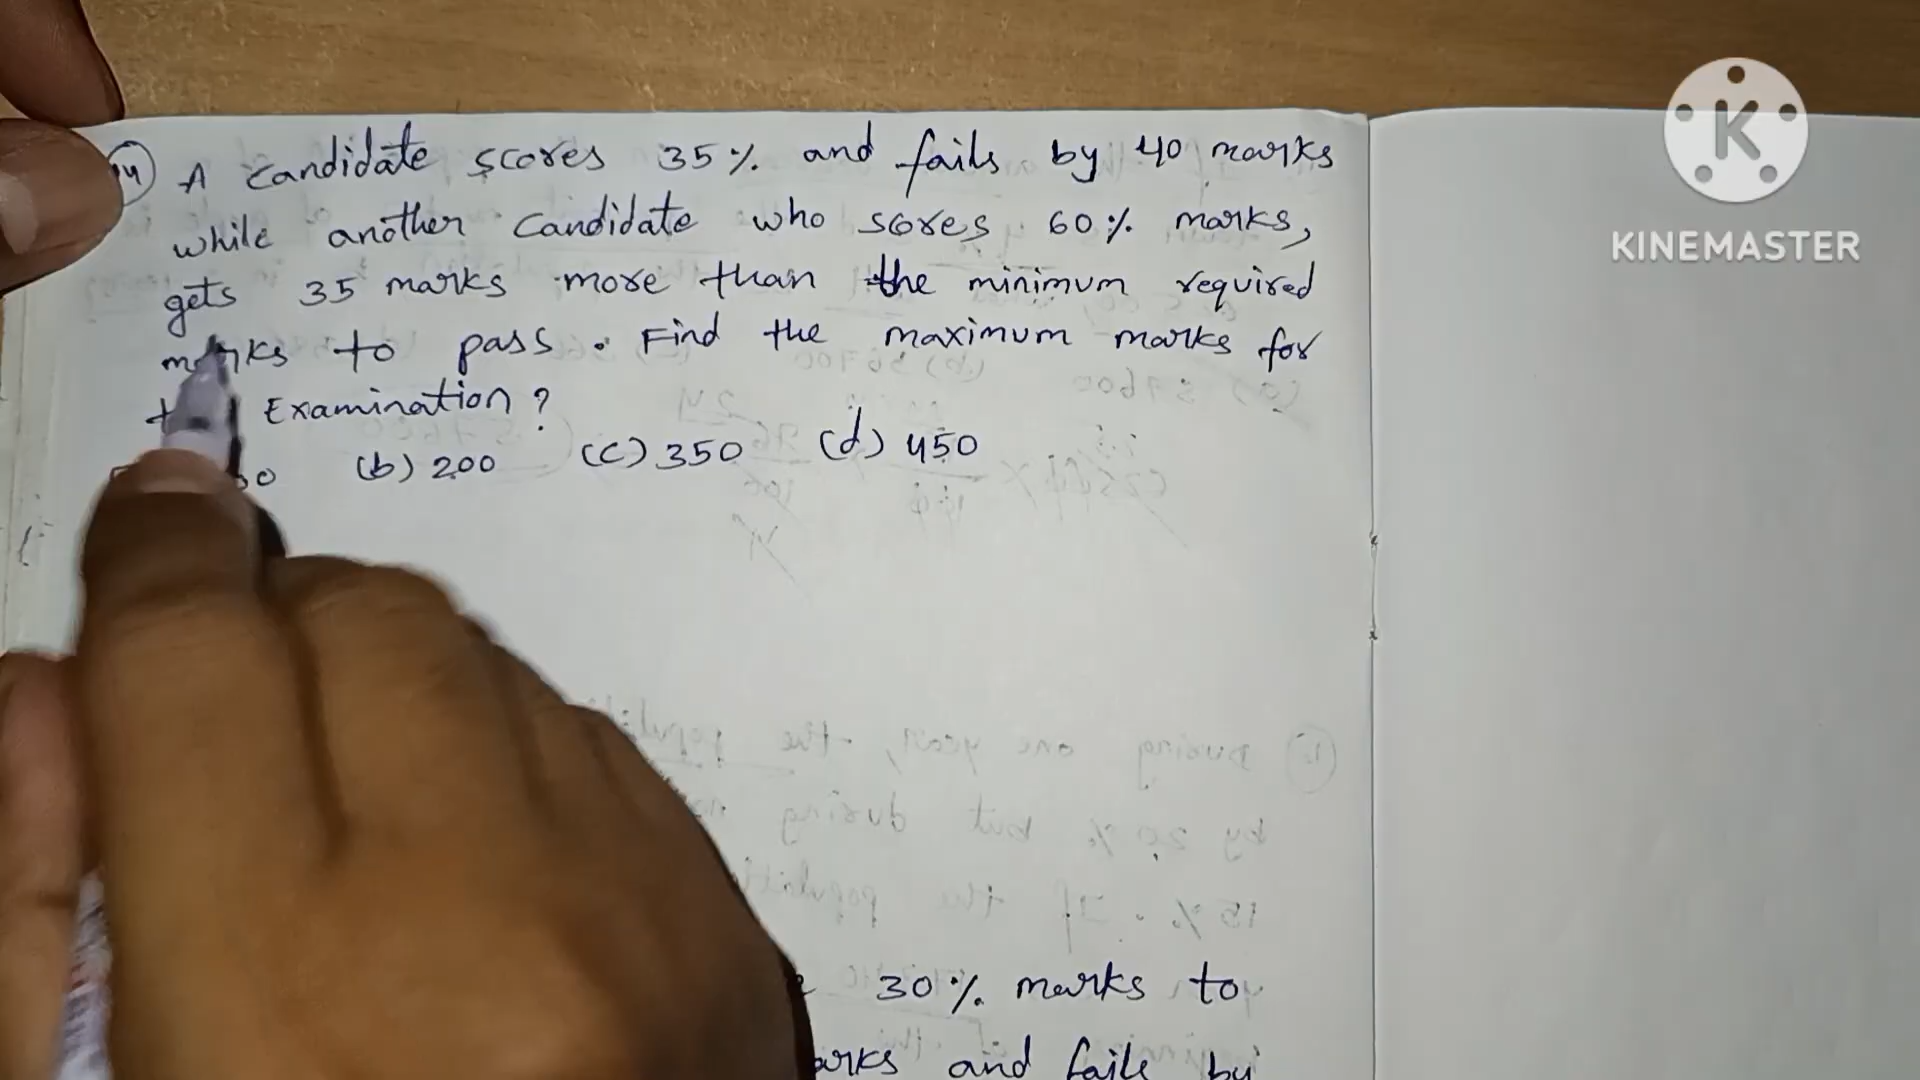 A candidate scores 35% and fails by 40 marks
while another candidate who scores 60% marks,
gets 35 marks more than the minimum required
marks to pass. Find the maximum marks for
Examination?
(b) 200 (c) 350 (d) 450
30% marks to
and fails by
K
KINEMASTER